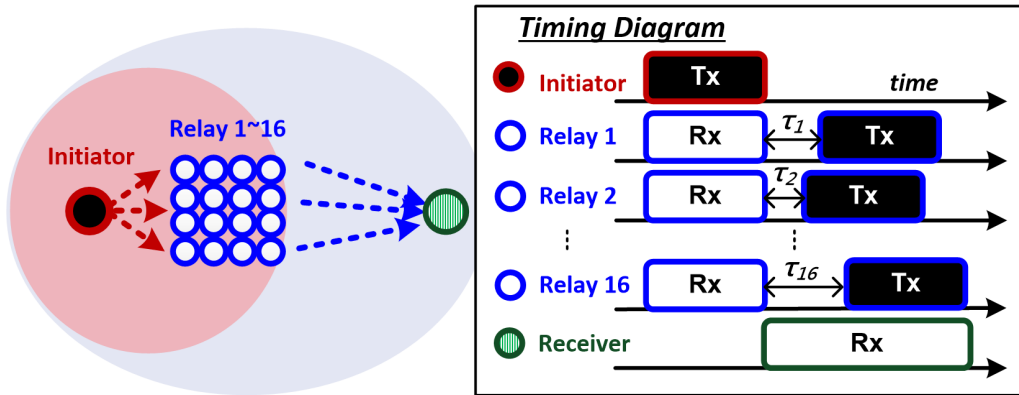 Relay 1~16
Initiator
Timing Diagram
Initiator
Tx
time
Relay 1
Rx
τ1
Tx
Relay 2
Rx
τ2
Tx
Relay 16
Rx
τ16
Tx
Receiver
Rx